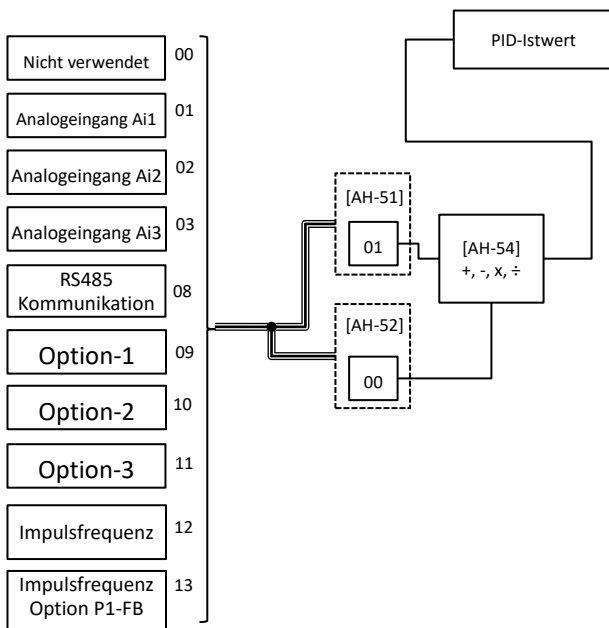 PID-Istwert
Nicht verwendet
00
Analogeingang Ai1
01
Analogeingang Ai2
02
Analogeingang Ai3
03
RS485
Kommunikation
08
Option-1
09
Option-2
10
Option-3
11
Impulsfrequenz
12
Impulsfrequenz
Option P1-FB
13
[AH-51]
01
[AH-52]
00
[AH-54]
+, -, x, ÷